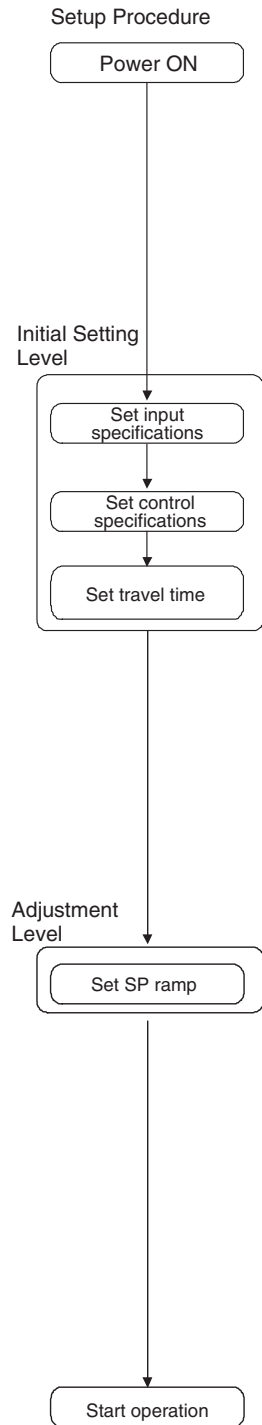 Setup Procedure
Power ON
Initial Setting
Level
Set input
specifications
Set control
specifications
Set travel time
Adjustment
Level
Set SP ramp
Start operation